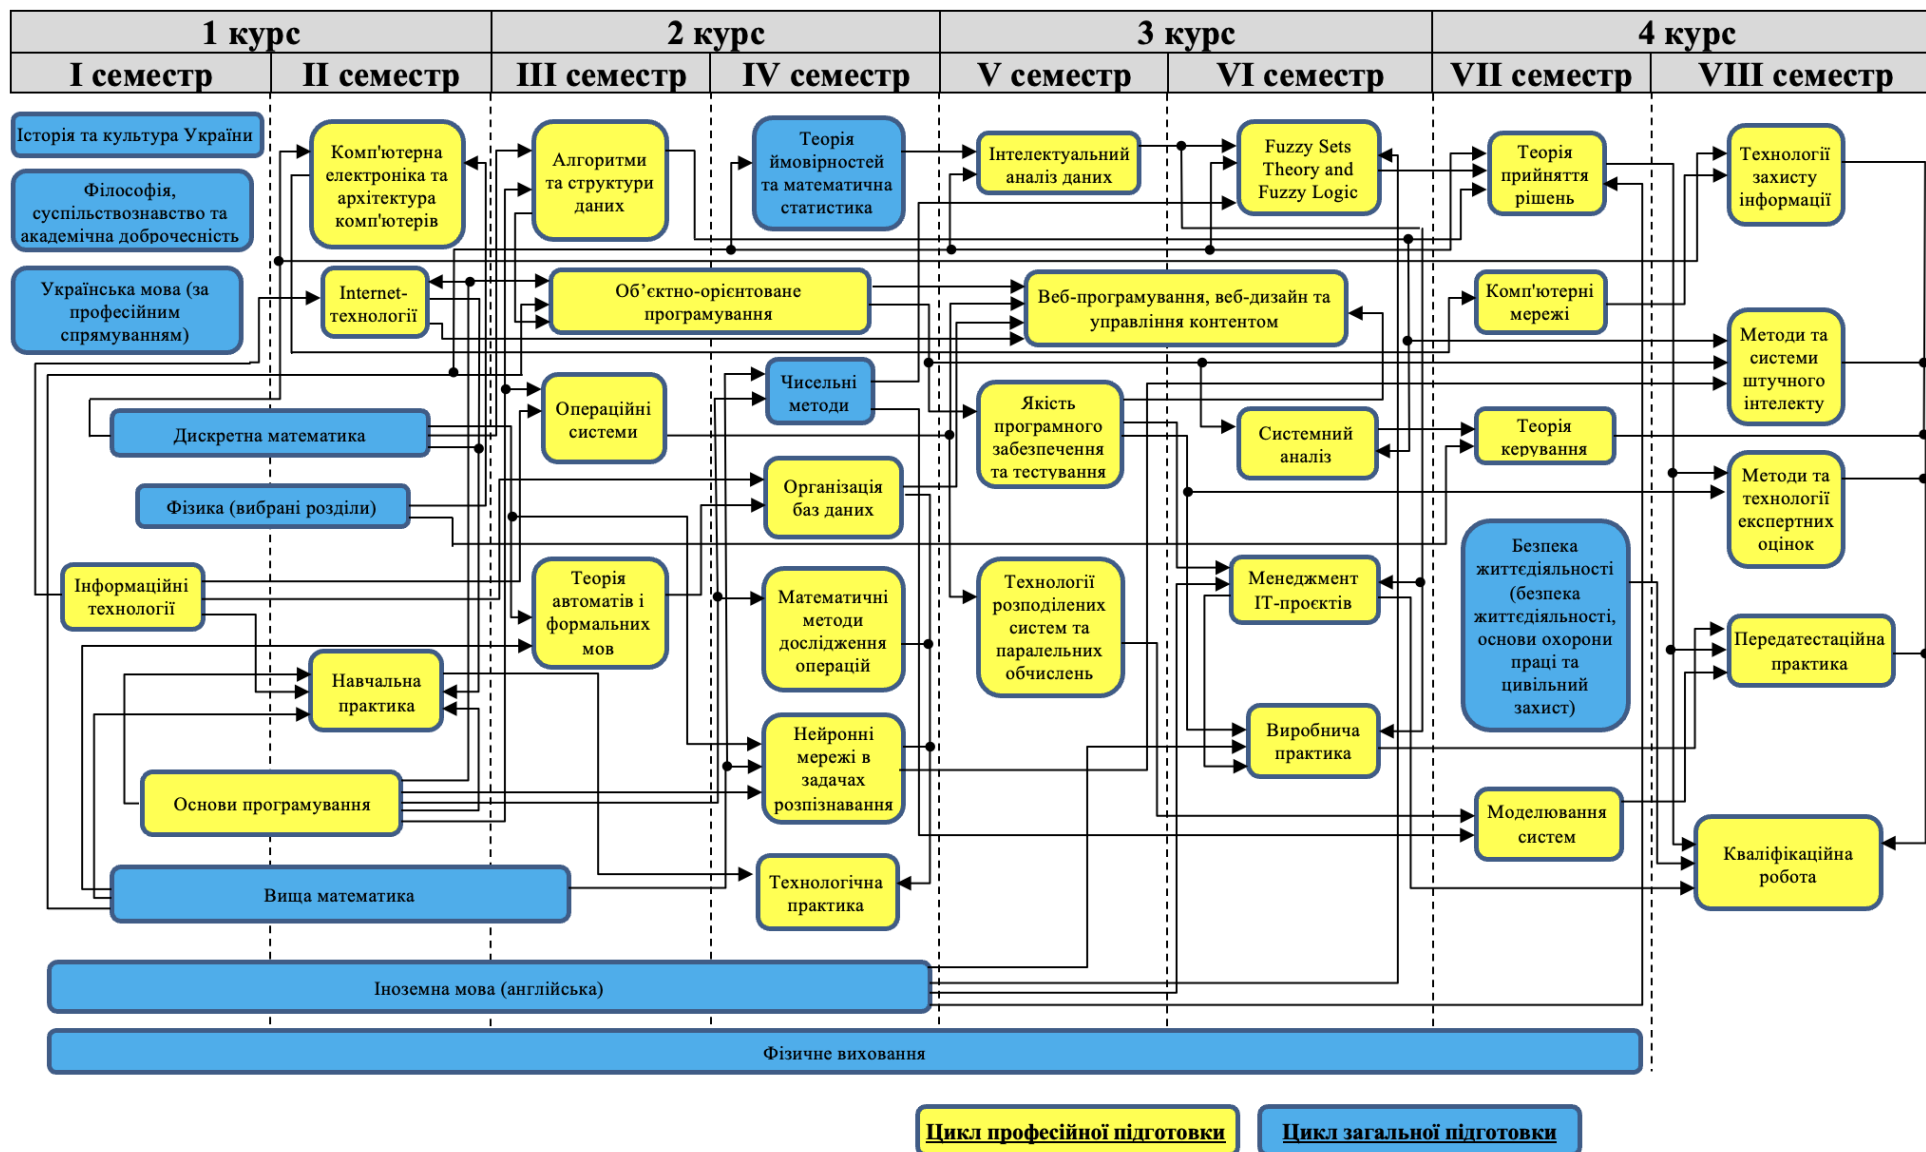 1 курс
2 курс
3 курс
4 курс
I семестр
II семестр
III семестр
IV семестр
V семестр
VI семестр
VII семестр
VIII семестр
Історія та культура України
Філософія,
суспільствознавство та
академічна доброчесність
Українська мова (за
професійним
спрямуванням)
Дискретна математика
Фізика (вибрані розділи)
Інформаційні
технології
Основи програмування
Вища математика
Іноземна мова (англійська)
Фізичне виховання
Комп'ютерна
електроніка та
архітектура
комп'ютерів
Internet-
технології
Навчальна
практика
Алгоритми
та структури
даних
Об’єктно-орієнтоване
програмування
Операційні
системи
Теорія
автоматів і
формальних
мов
Теорія
ймовірностей
та математична
статистика
Чисельні
методи
Організація
баз даних
Математичні
методи
дослідження
операцій
Нейронні
мережі в
задачах
розпізнавання
Технологічна
практика
Інтелектуальний
аналіз даних
Веб-програмування, веб-дизайн та
управління контентом
Якість
програмного
забезпечення
та тестування
Технології
розподілених
систем та
паралельних
обчислень
Fuzzy Sets
Theory and
Fuzzy Logic
Системний
аналіз
Менеджмент
ІТ-проєктів
Виробнича
практика
Теорія
прийняття
рішень
Комп'ютерні
мережі
Теорія
керування
Безпека
життєдіяльності
(безпека
життєдіяльності,
основи охорони
праці та
цивільний
захист)
Моделювання
систем
Технології
захисту
інформації
Методи та
системи
штучного
інтелекту
Методи та
технології
експертних
оцінок
Передатестаційна
практика
Кваліфікаційна
робота
Цикл професійної підготовки
Цикл загальної підготовки